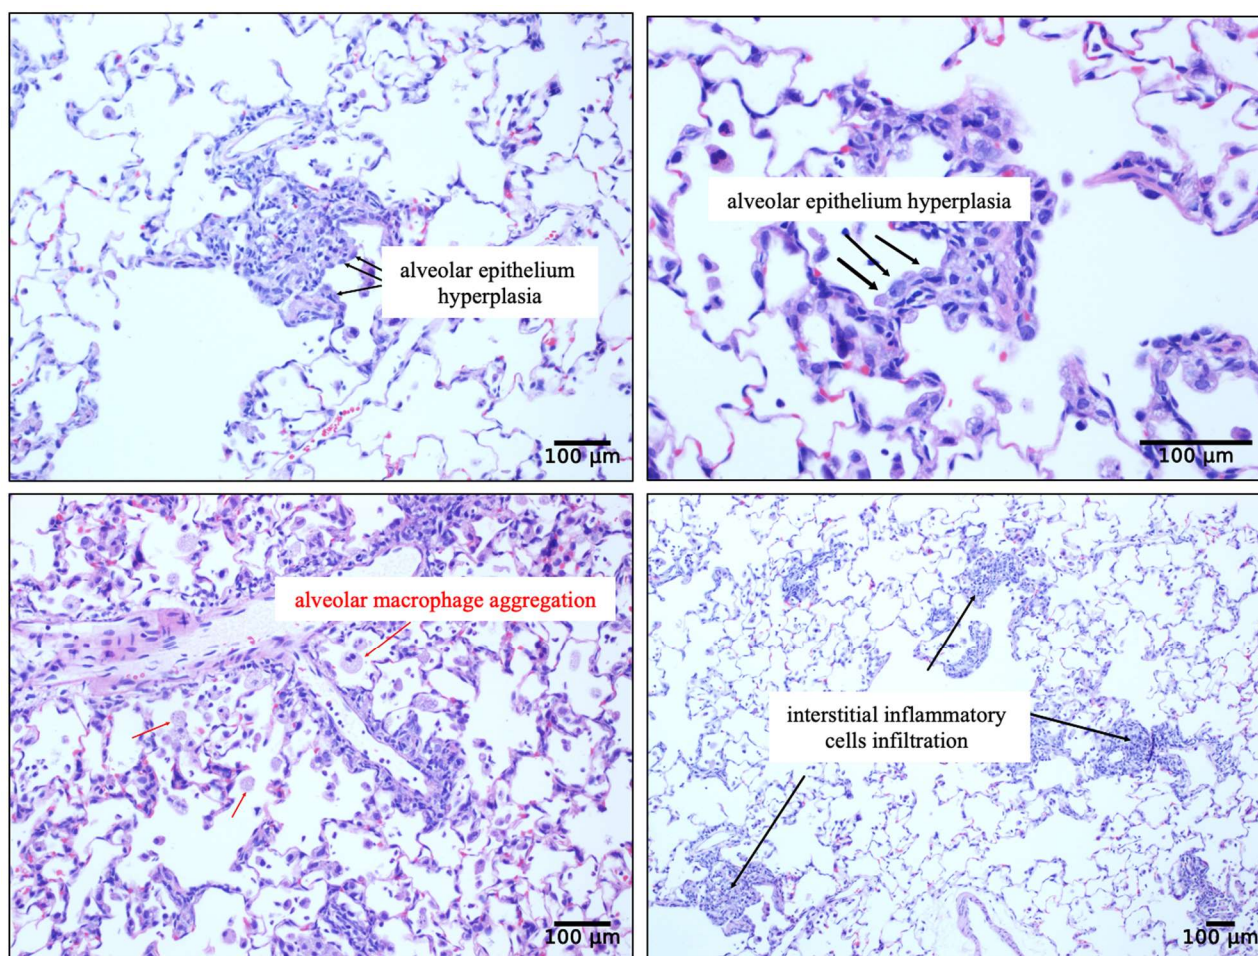 alveolar epithelium
hyperplasia
100 µm
alveolar epithelium hyperplasia
100 µm
alveolar macrophage aggregation
100 µm
interstitial inflammatory
cells infiltration
100 µm